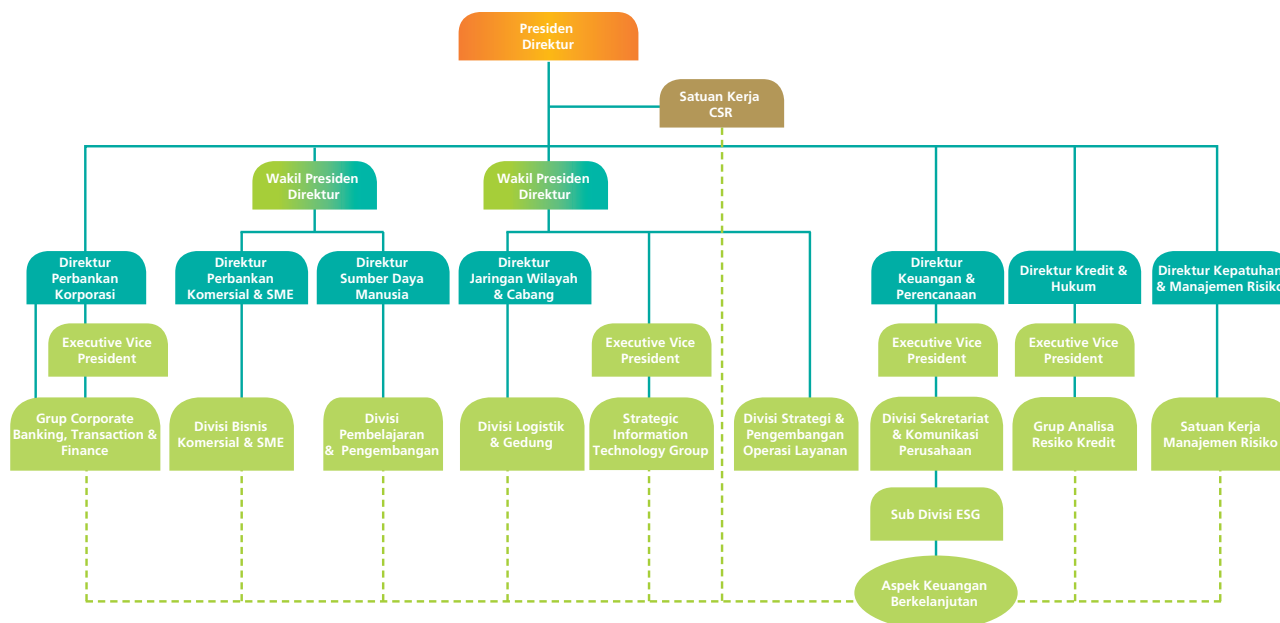 Presiden
Direktur
Satuan Kerja
CSR
Wakil Presiden
Direktur
Wakil Presiden
Direktur
Direktur
Perbankan
Korporasi
Direktur
Perbankan
Komersial & SME
Direktur
Sumber Daya
Manusia
Direktur
Jaringan Wilayah
& Cabang
Direktur
Keuangan &
Perencanaan
Direktur Kredit &
Hukum
Direktur Kepatuhan
& Manajemen Risiko
Executive Vice
President
Executive Vice
President
Executive Vice
President
Executive Vice
President
Grup Corporate
Banking, Transaction &
Finance
Divisi Bisnis
Komersial & SME
Divisi
Pembelajaran
& Pengembangan
Divisi Logistik
& Gedung
Strategic
Information
Technology Group
Divisi Strategi &
Pengembangan
Operasi Layanan
Divisi Sekretariat
& Komunikasi
Perusahaan
Grup Analisa
Resiko Kredit
Satuan Kerja
Manajemen Risiko
Sub Divisi ESG
Aspek Keuangan
Berkelanjutan